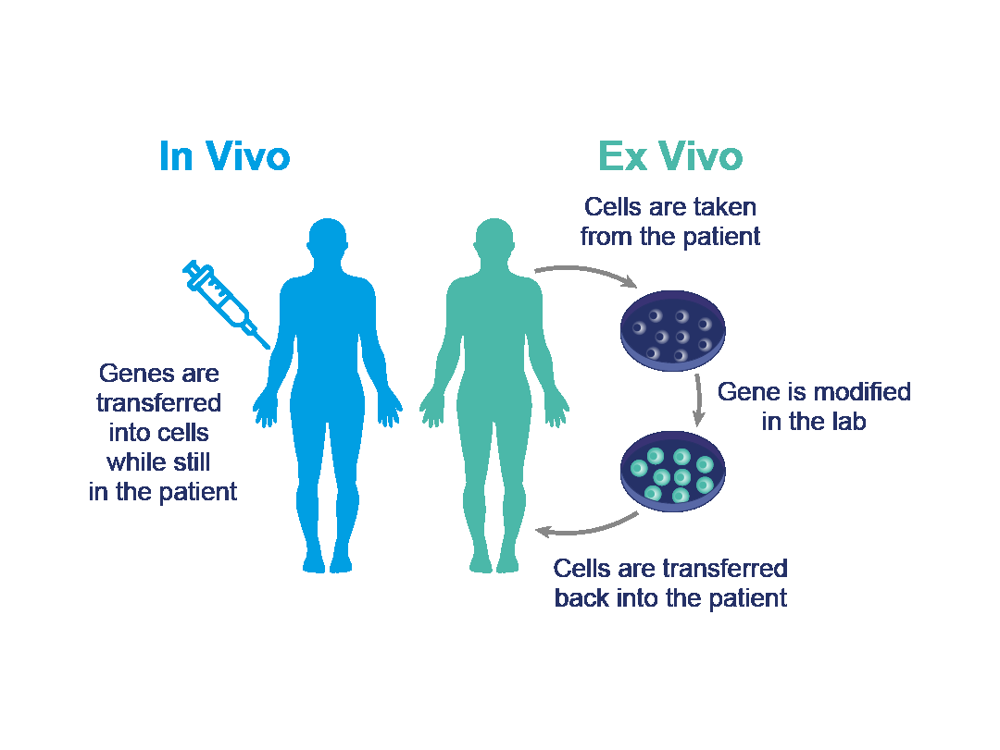 In Vivo
Genes are
transferred
into cells
while still
in the patient
Ex Vivo
Cells are taken
from the patient
Gene is modified
in the lab
Cells are transferred
back into the patient